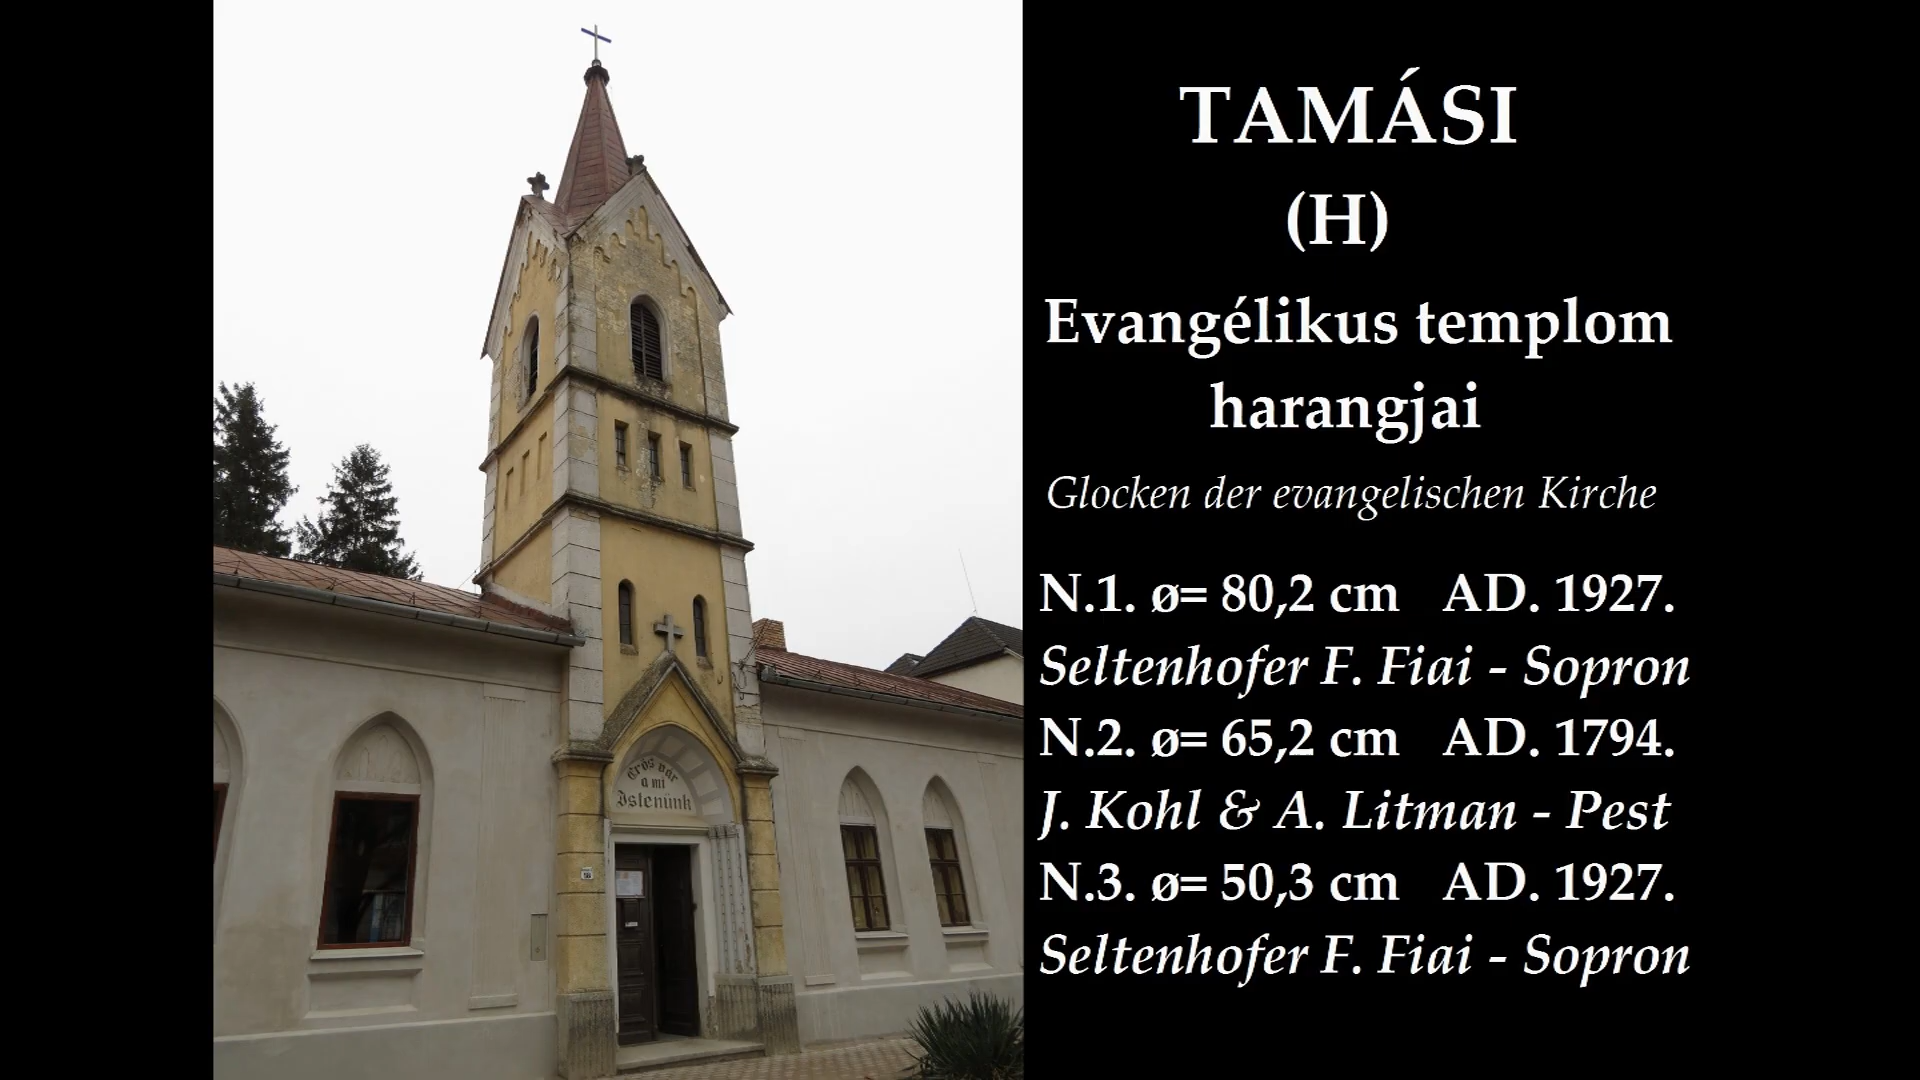 TAMÁSI
(H)
Evangélikus templom
harangjai
Glocken der evangelischen Kirche
N.1. ø= 80,2 cm AD. 1927.
Seltenhofer F. Fiai - Sopron
N.2. ø= 65,2 cm AD. 1794.
J. Kohl & A. Litman - Pest
N.3. ø= 50,3 cm AD. 1927.
Seltenhofer F. Fiai - Sopron
Erős vár
a mi
Istenünk